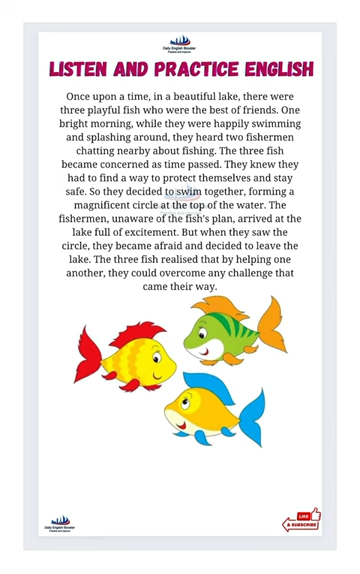 Daily English Booster
Practice and Improve
LISTEN AND PRACTICE ENGLISH
Once upon a time, in a beautiful lake, there were
three playful fish who were the best of friends. One
bright morning, while they were happily swimming
and splashing around, they heard two fishermen
chatting nearby about fishing. The three fish
became concerned as time passed. They knew they
had to find a way to protect themselves and stay
safe. So they decided to swim together, forming a
magnificent circle at the top of the water. The
fishermen, unaware of the fish's plan, arrived at the
lake full of excitement. But when they saw the
circle, they became afraid and decided to leave the
lake. The three fish realised that by helping one
another, they could overcome any challenge that
came their way.
Daily English Booster
Practice and Improve
LIKE
& SUBSCRIBE